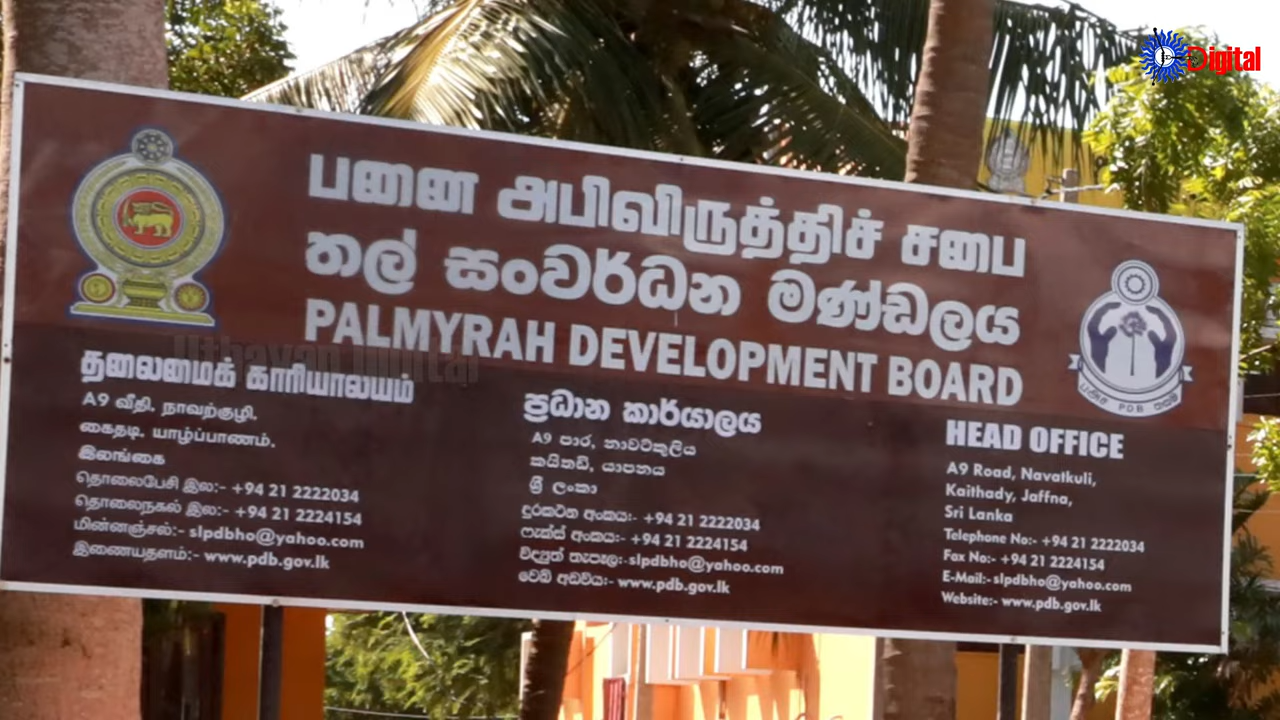 Digital
பனை அபிவிருத்திச் சபை
තල් සංවර්ධන මණ්ඩලය
PALMYRAH DEVELOPMENT BOARD
Uthayan Digital
தலைமைக் காரியாலயம்
A9 வீதி, நாவற்குழி,
கைதடி, யாழ்ப்பாணம்.
இலங்கை
தொலைபேசி இல:- +94 21 2222034
தொலைநகல் இல:- +94 21 2224154
மின்னஞ்சல்:- slpdbho@yahoo.com
இணையதளம்:- www.pdb.gov.lk
ප්‍රධාන කාර්යාලය
A9 පාර, නාවට්කුලිය
කයිතඩි, යාපනය
ශ්‍රී ලංකා
දුරකථන අංකය:- +94 21 2222034
ෆැක්ස් අංකය:- +94 21 2224154
විද්‍යුත් තැපෑල:- slpdbho@yahoo.com
වෙබ් අඩවිය:- www.pdb.gov.lk
PDB
HEAD OFFICE
A9 Road, Navatkuli,
Kaithady, Jaffna,
Sri Lanka
Telephone No:- +94 21 2222034
Fax No:- +94 21 2224154
E-Mail:- slpdbho@yahoo.com
Website:- www.pdb.gov.lk